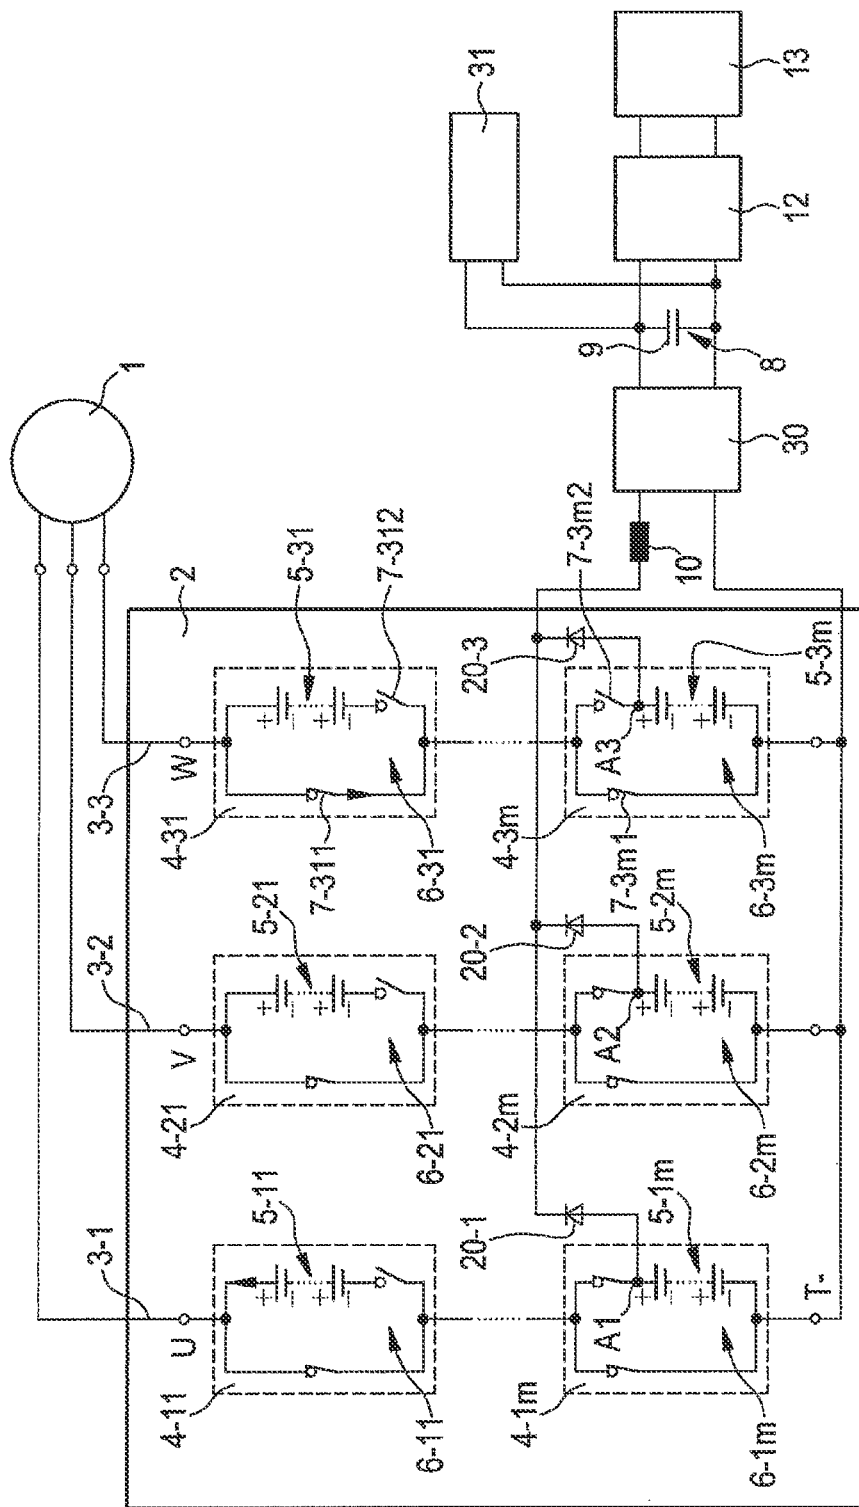 1
2
3-1
3-2
3-3
U
V
W
4-11
5-11
6-11
4-21
5-21
6-21
4-31
5-31
7-311
7-312
6-31
+
-
+
-
+
-
+
-
+
-
+
-
4-1m
A1
20-1
5-1m
6-1m
4-2m
A2
20-2
5-2m
6-2m
4-3m
A3
20-3
7-3m1
7-3m2
5-3m
6-3m
+
-
+
-
+
-
+
-
+
-
+
-
T-
10
30
8
9
12
13
31